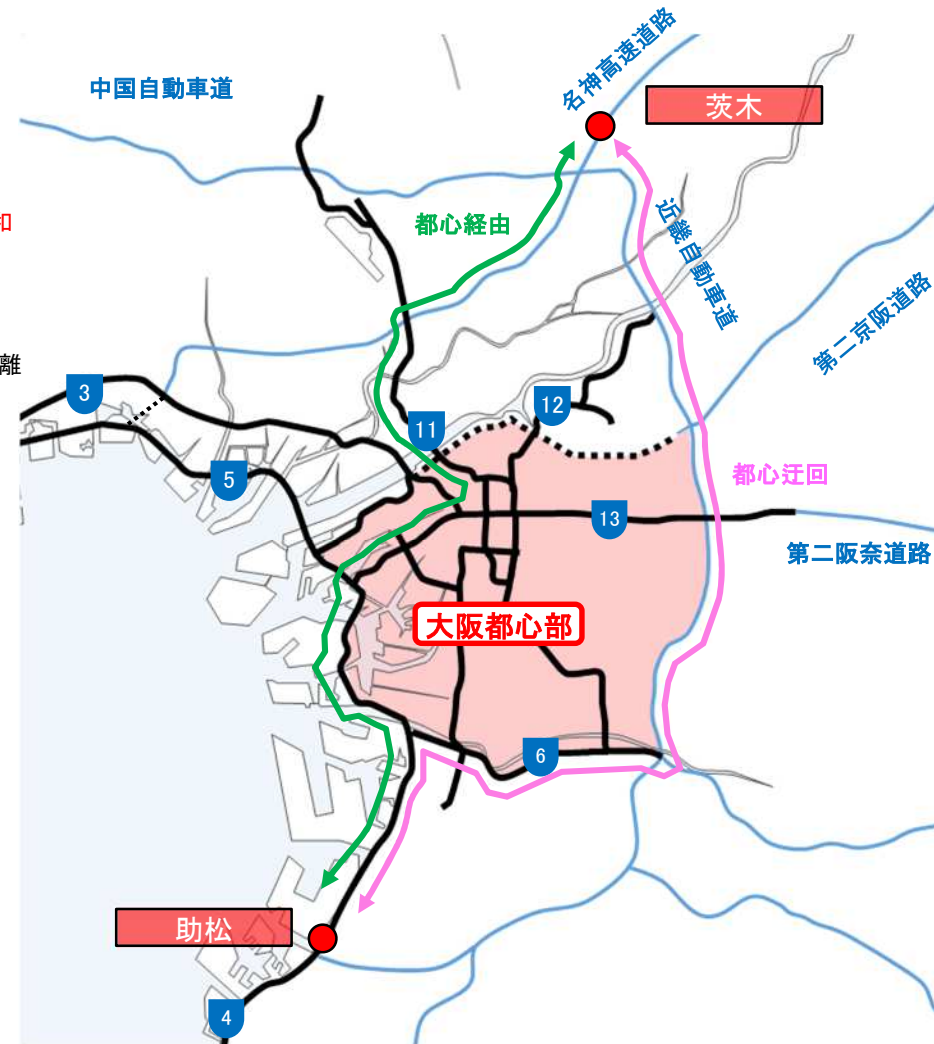 中国自動車道
名神高速道路
茨木
和
都心経由
近畿自動車道
第二京阪道路
離
3
12
11
5
都心迂回
13
第二阪奈道路
大阪都心部
6
助松
4